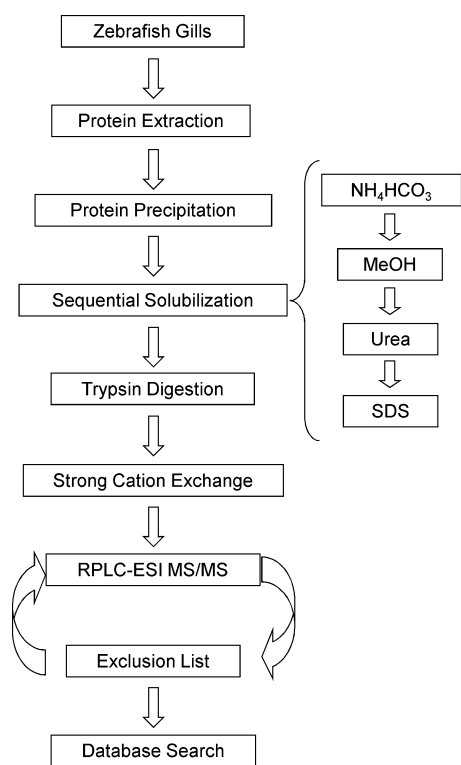 Zebrafish Gills
Protein Extraction
Protein Precipitation
Sequential Solubilization
NH₄HCO₃
MeOH
Urea
SDS
Trypsin Digestion
Strong Cation Exchange
RPLC-ESI MS/MS
Exclusion List
Database Search